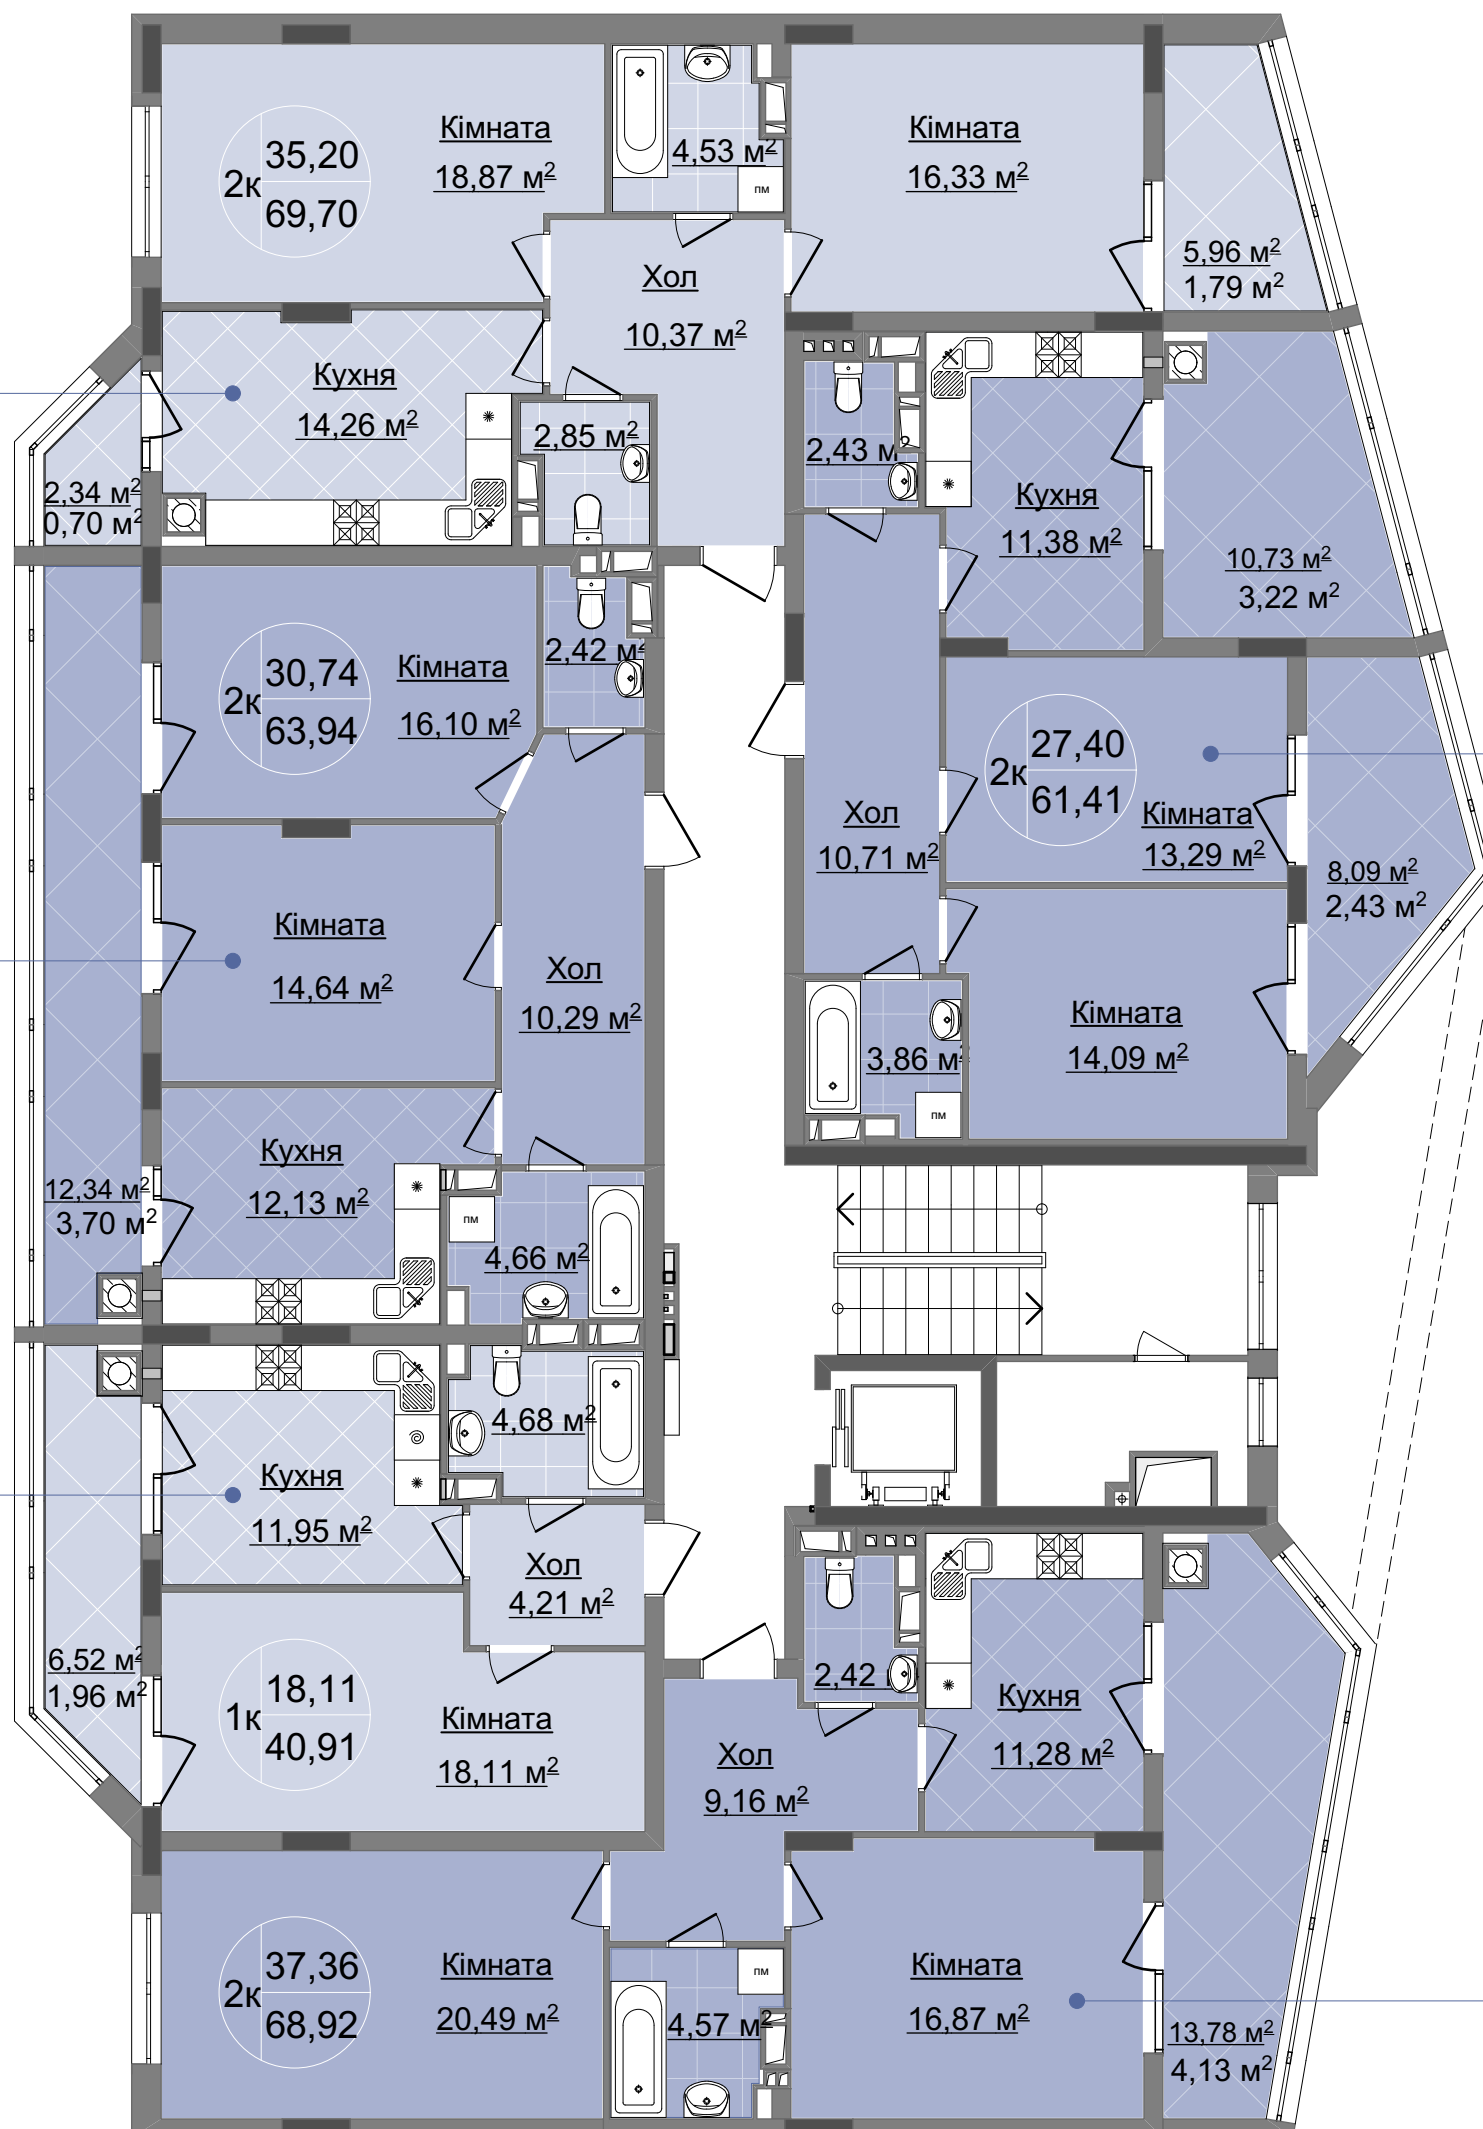 35,20
2к
69,70
Кімната
18,87 м²
4,53 м²
пм
Кімната
16,33 м²
5,96 м²
1,79 м²
Хол
10,37 м²
Кухня
14,26 м²
2,85 м²
2,34 м²
0,70 м²
2,43 м
Кухня
11,38 м²
10,73 м²
3,22 м²
30,74
2к
63,94
Кімната
16,10 м²
2,42 м²
27,40
2к
61,41
Кімната
13,29 м²
Хол
10,71 м²
8,09 м²
2,43 м²
Кімната
14,64 м²
Хол
10,29 м²
3,86 м²
пм
Кімната
14,09 м²
Кухня
12,13 м²
12,34 м²
3,70 м²
пм
4,66 м²
4,68 м²
Кухня
11,95 м²
Хол
4,21 м²
6,52 м²
1,96 м²
18,11
1к
40,91
Кімната
18,11 м²
2,42
Кухня
11,28 м²
Хол
9,16 м²
37,36
2к
68,92
Кімната
20,49 м²
пм
4,57 м²
Кімната
16,87 м²
13,78 м²
4,13 м²